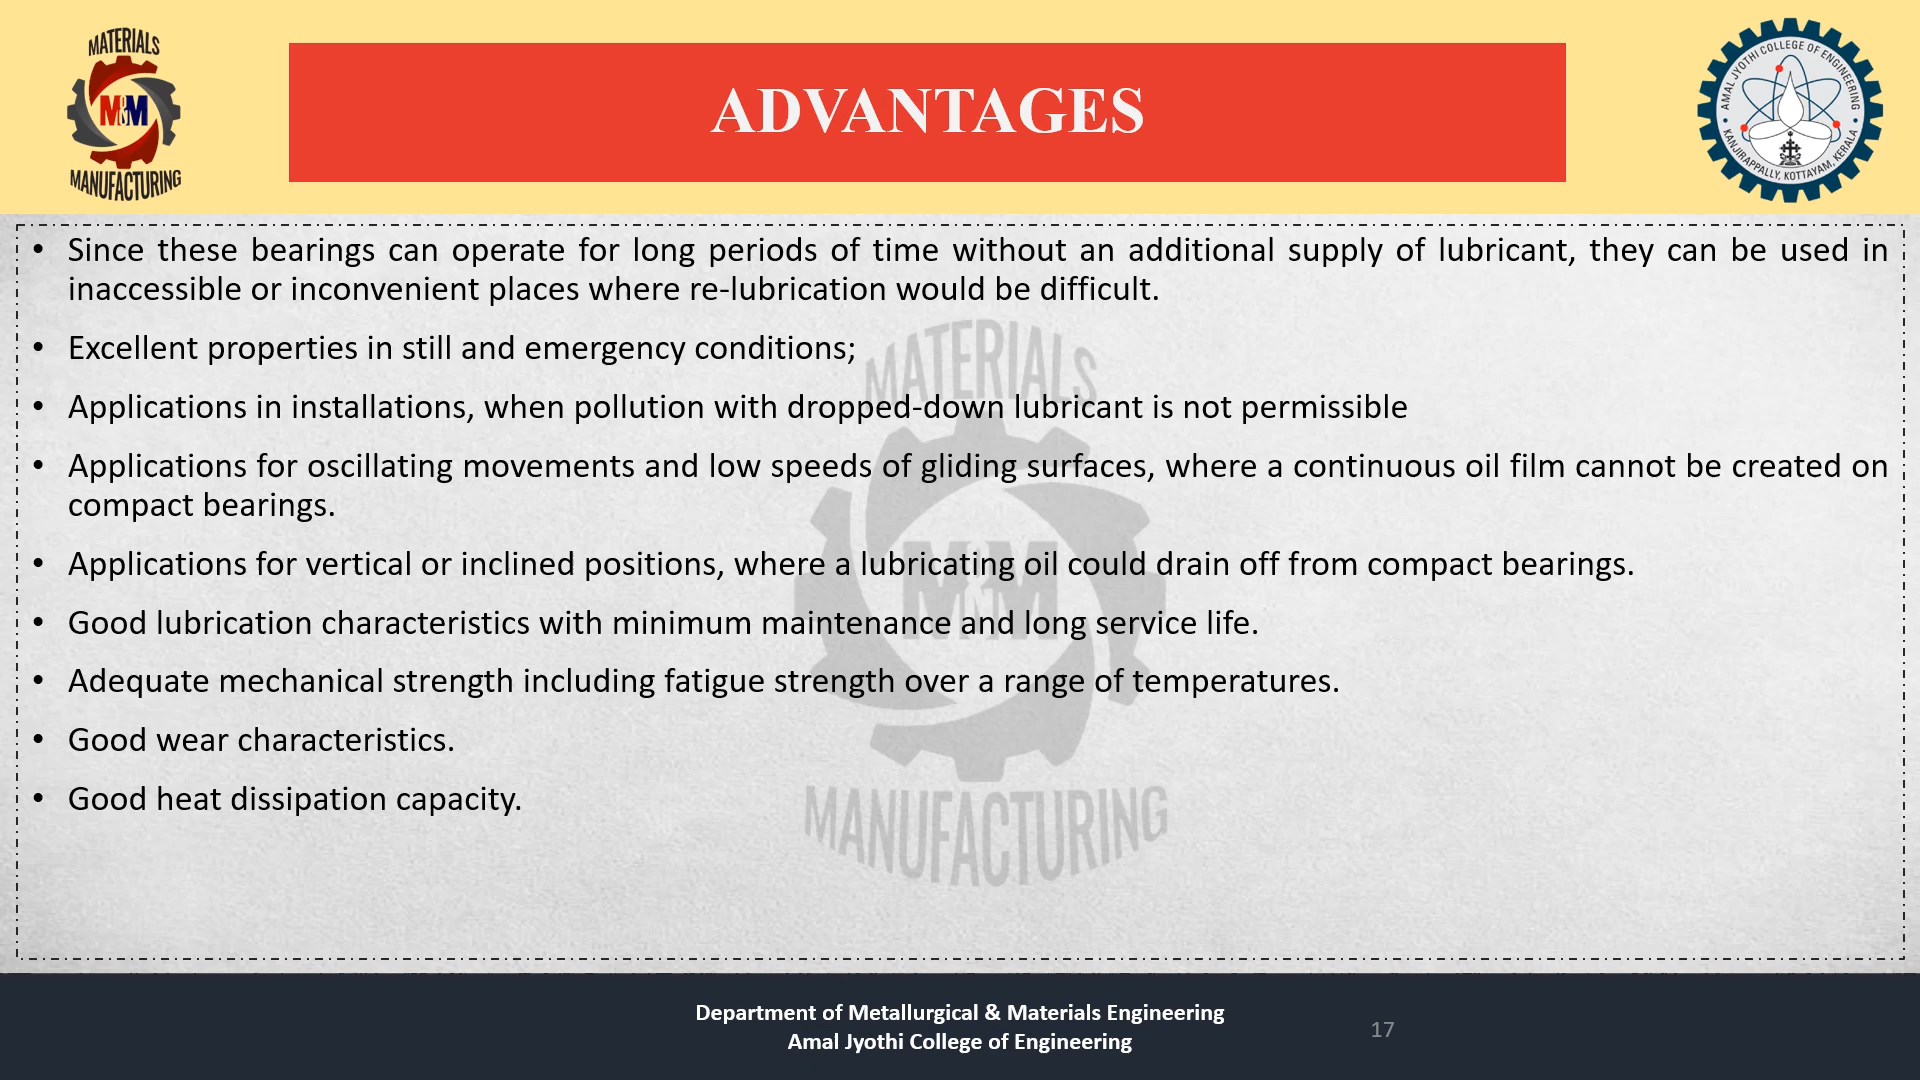 MATERIALS
M&M
MANUFACTURING
ADVANTAGES
AMAL JYOTHI COLLEGE OF ENGINEERING
KANJIRAPPALLY, KOTTAYAM, KERALA
• Since these bearings can operate for long periods of time without an additional supply of lubricant, they can be used in
inaccessible or inconvenient places where re-lubrication would be difficult.
• Excellent properties in still and emergency conditions;
• Applications in installations, when pollution with dropped-down lubricant is not permissible
• Applications for oscillating movements and low speeds of gliding surfaces, where a continuous oil film cannot be created on
compact bearings.
• Applications for vertical or inclined positions, where a lubricating oil could drain off from compact bearings.
• Good lubrication characteristics with minimum maintenance and long service life.
• Adequate mechanical strength including fatigue strength over a range of temperatures.
• Good wear characteristics.
• Good heat dissipation capacity.
MATERIALS
M&M
MANUFACTURING
Department of Metallurgical & Materials Engineering
Amal Jyothi College of Engineering
17